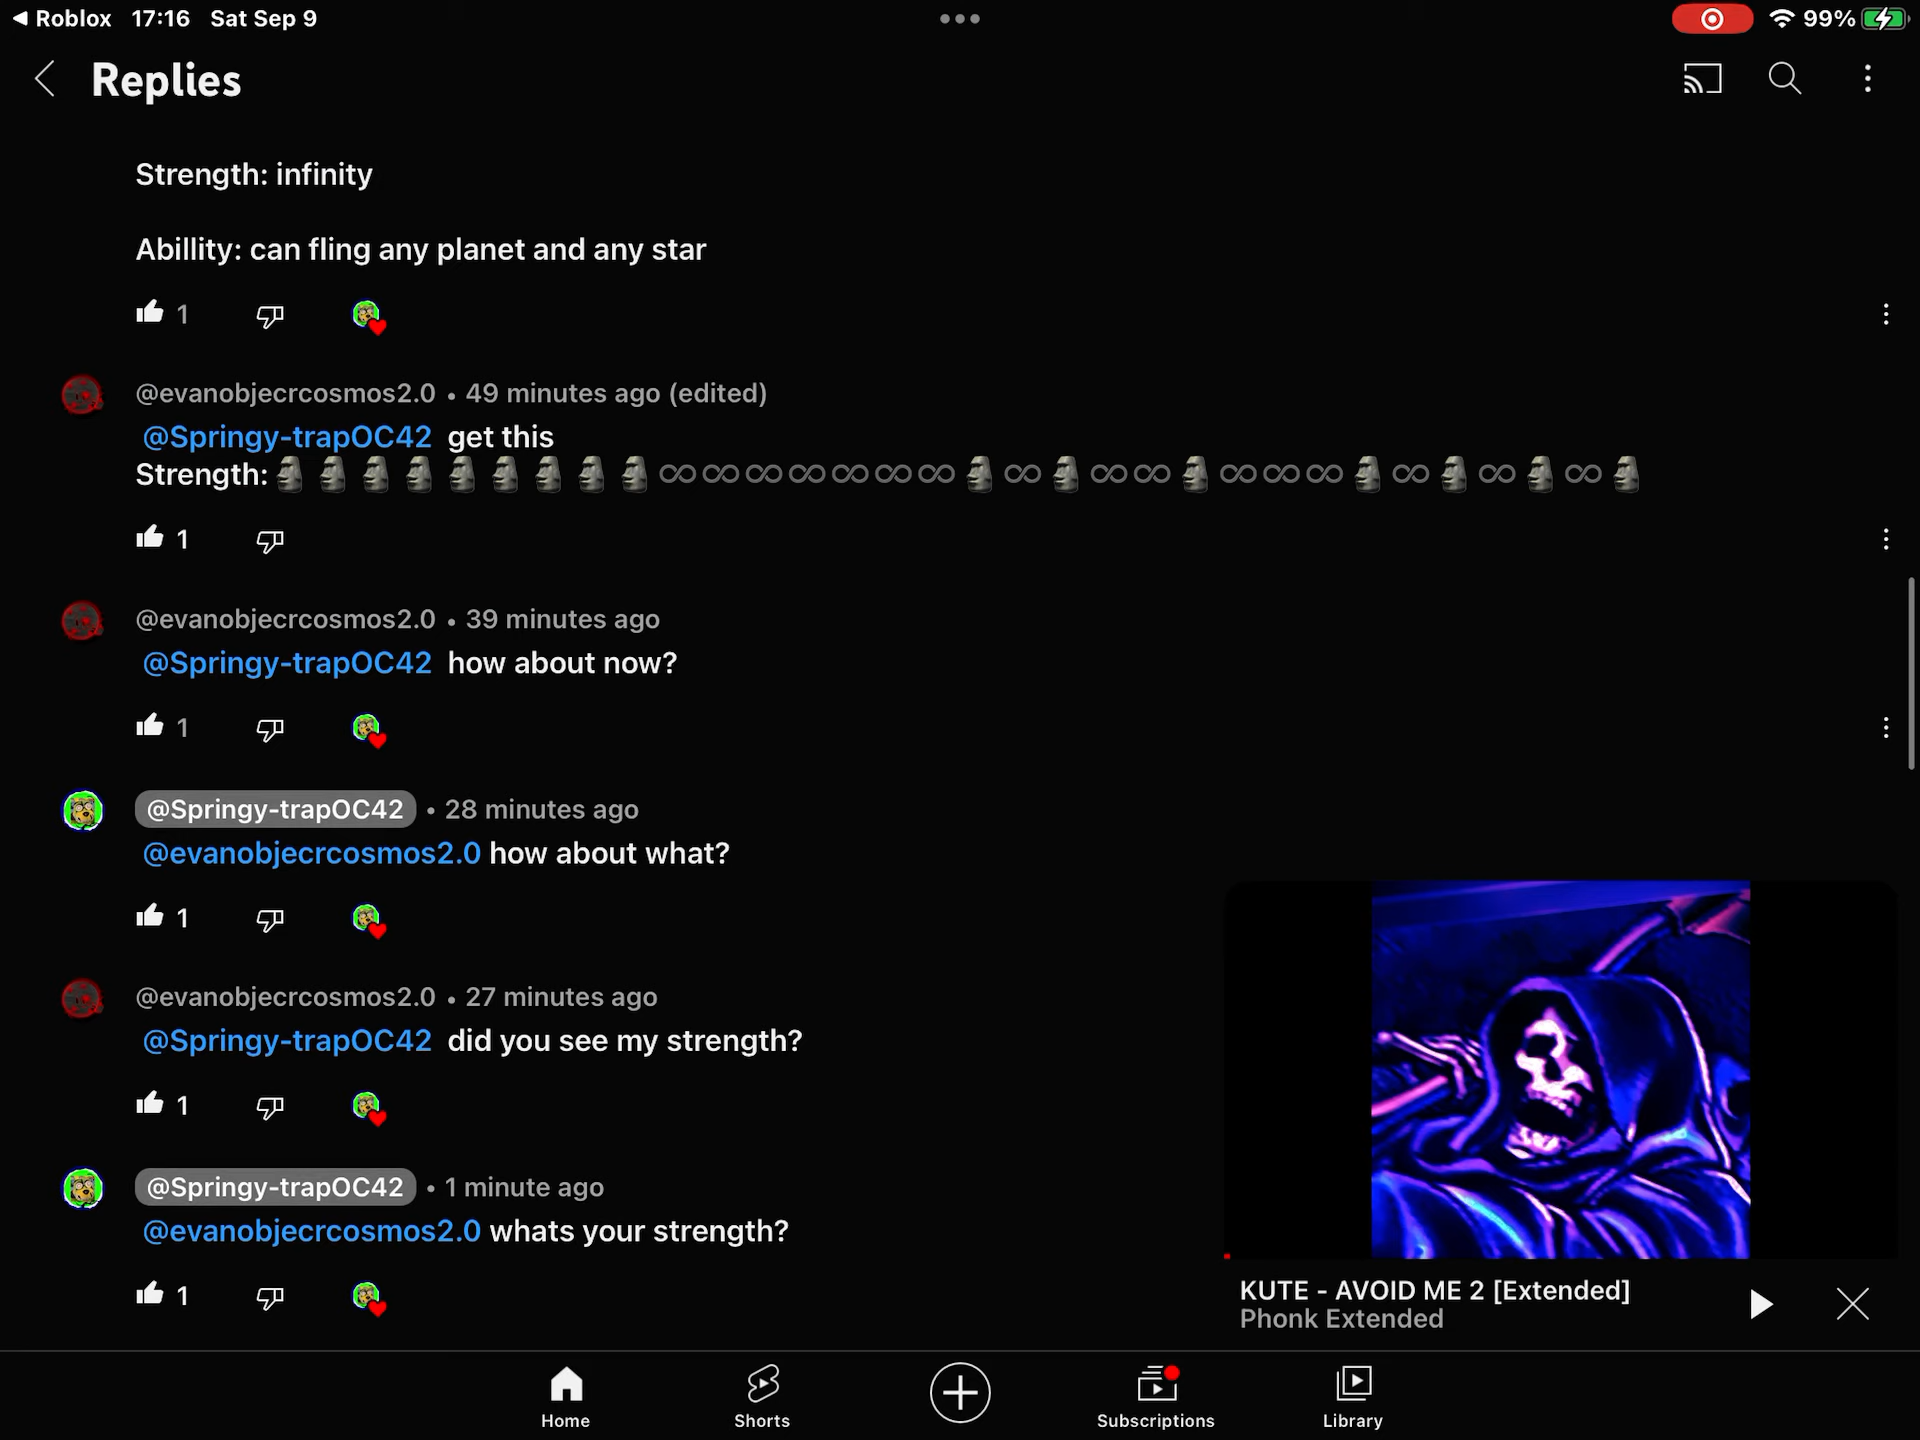 Roblox 17:16 Sat Sep 9 99%
Replies
Strength: infinity
Abillity: can fling any planet and any star
1
@evanobjecrcosmos2.0 • 49 minutes ago (edited)
@Springy-trapOC42 get this
Strength: 🗿🗿🗿🗿🗿🗿🗿🗿🗿∞∞∞∞∞∞∞🗿∞🗿∞∞🗿∞∞∞🗿∞🗿∞🗿∞🗿
1
@evanobjecrcosmos2.0 • 39 minutes ago
@Springy-trapOC42 how about now?
1
@Springy-trapOC42 • 28 minutes ago
@evanobjecrcosmos2.0 how about what?
1
@evanobjecrcosmos2.0 • 27 minutes ago
@Springy-trapOC42 did you see my strength?
1
@Springy-trapOC42 • 1 minute ago
@evanobjecrcosmos2.0 whats your strength?
1
KUTE - AVOID ME 2 [Extended]
Phonk Extended
Home Shorts Subscriptions Library